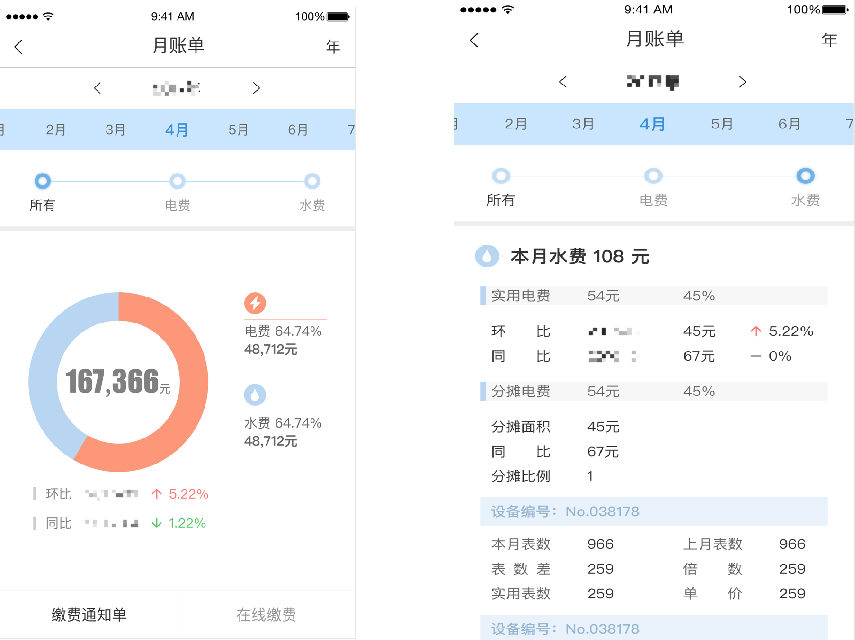 9:41 AM 100%
月账单 年
月 2月 3月 4月 5月 6月 7
所有 电费 水费
167,366元
电费 64.74%
48,712元
水费 64.74%
48,712元
环比 ↑ 5.22%
同比 ↓ 1.22%
缴费通知单 在线缴费
9:41 AM 100%
月账单 年
月 2月 3月 4月 5月 6月 7
所有 电费 水费
本月水费 108 元
实用电费 54元 45%
环 比 45元 ↑ 5.22%
同 比 67元 — 0%
分摊电费 54元 45%
分摊面积 45元
同 比 67元
分摊比例 1
设备编号：No.038178
本月表数 966 上月表数 966
表 数 差 259 倍 数 259
实用表数 259 单 价 259
设备编号：No.038178